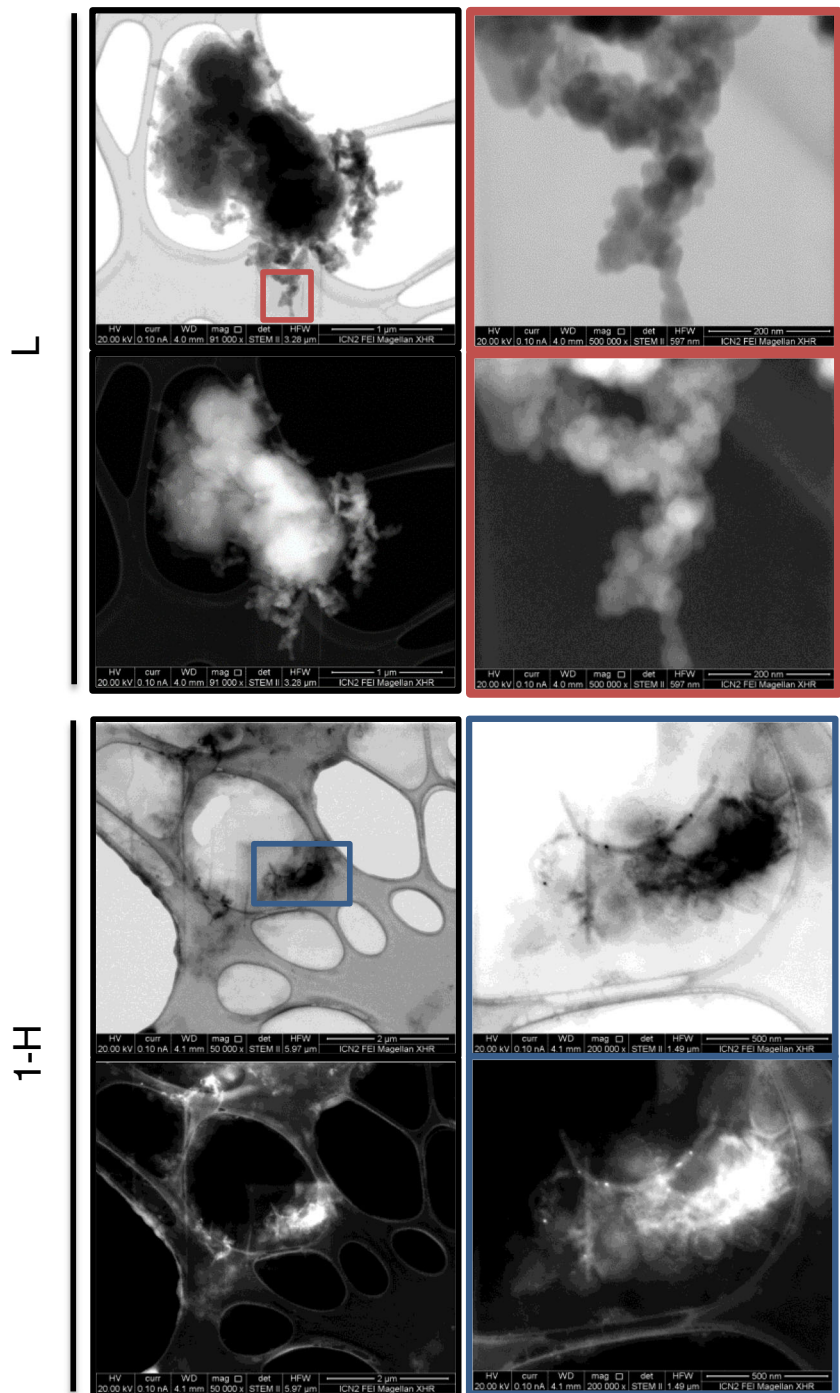 L
HV curr WD mag □ det HFW 1 µm
20.00 kV 0.10 nA 4.0 mm 91 000 x STEM II 3.28 µm ICN2 FEI Magellan XHR
HV curr WD mag □ det HFW 200 nm
20.00 kV 0.10 nA 4.0 mm 500 000 x STEM II 597 nm ICN2 FEI Magellan XHR
HV curr WD mag □ det HFW 1 µm
20.00 kV 0.10 nA 4.0 mm 91 000 x STEM II 3.28 µm ICN2 FEI Magellan XHR
HV curr WD mag □ det HFW 200 nm
20.00 kV 0.10 nA 4.0 mm 500 000 x STEM II 597 nm ICN2 FEI Magellan XHR
1-H
HV curr WD mag □ det HFW 2 µm
20.00 kV 0.10 nA 4.1 mm 50 000 x STEM II 5.97 µm ICN2 FEI Magellan XHR
HV curr WD mag □ det HFW 500 nm
20.00 kV 0.10 nA 4.1 mm 200 000 x STEM II 1.49 µm ICN2 FEI Magellan XHR
HV curr WD mag □ det HFW 2 µm
20.00 kV 0.10 nA 4.1 mm 50 000 x STEM II 5.97 µm ICN2 FEI Magellan XHR
HV curr WD mag □ det HFW 500 nm
20.00 kV 0.10 nA 4.1 mm 200 000 x STEM II 1.49 µm ICN2 FEI Magellan XHR